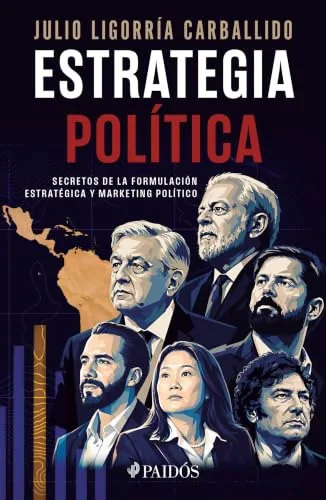 JULIO LIGORRÍA CARBALLIDO
ESTRATEGIA
POLÍTICA
SECRETOS DE LA FORMULACIÓN
ESTRATÉGICA Y MARKETING POLÍTICO
PAIDÓS